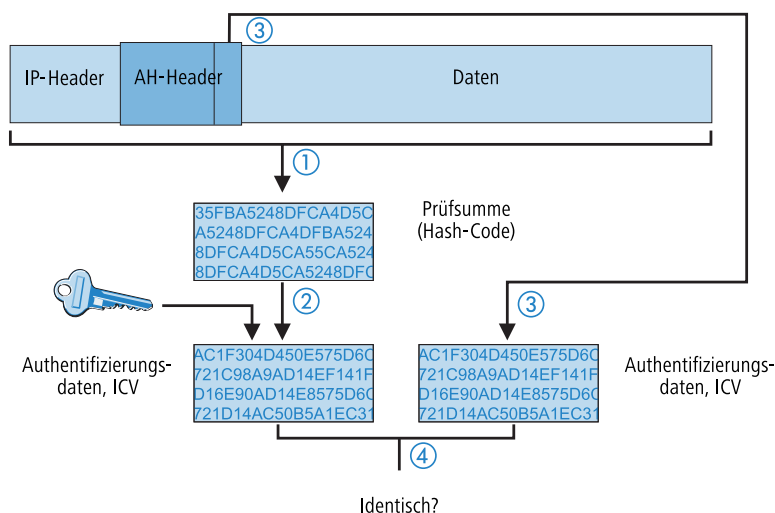 ③
IP-Header AH-Header Daten
①
35FBA5248DFCA4D5C
A5248DFCA4DFBA524
8DFCA4D5CA55CA524
8DFCA4D5CA5248DFC
Prüfsumme
(Hash-Code)
②
③
Authentifizierungs-
daten, ICV
AC1F304D450E575D6C
721C98A9AD14EF141F
D16E90AD14E8575D6C
721D14AC50B5A1EC31
AC1F304D450E575D6C
721C98A9AD14EF141F
D16E90AD14E8575D6C
721D14AC50B5A1EC31
Authentifizierungs-
daten, ICV
④
Identisch?